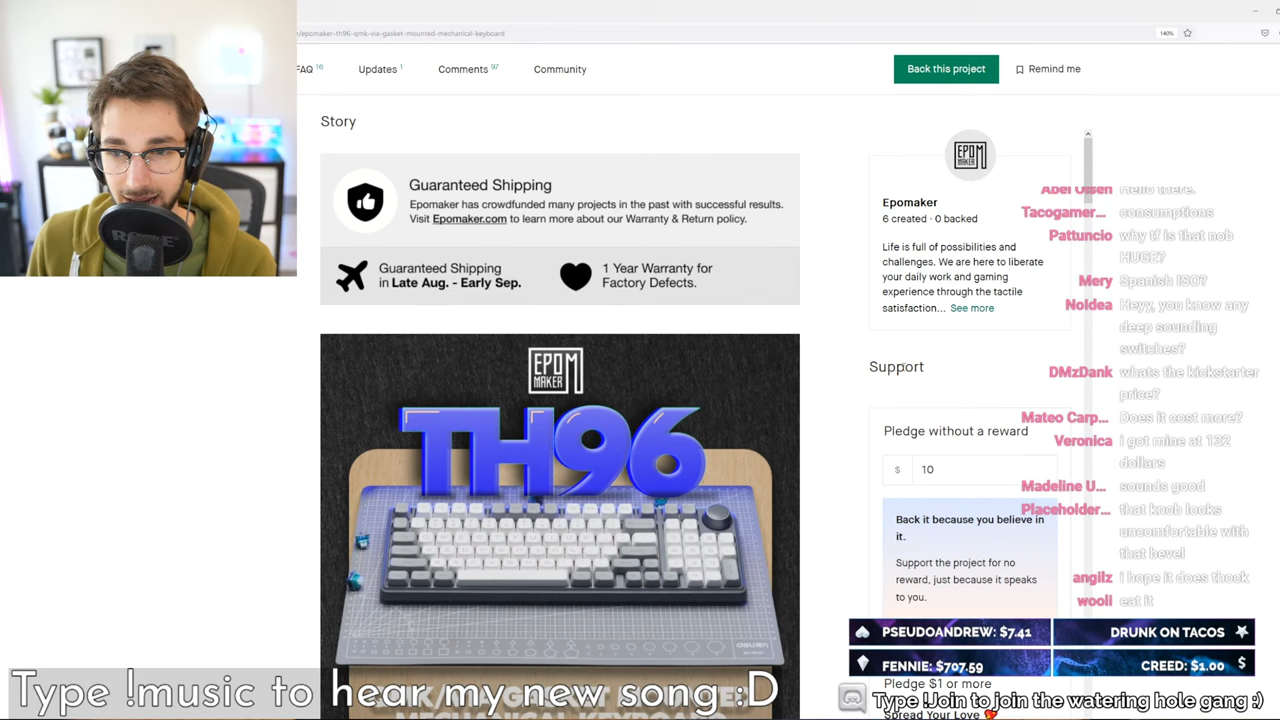 r/epomaker-th96-qmk-via-gasket-mounted-mechanical-keyboard
140%
FAQ 16
Updates 1
Comments 97
Community
Back this project
Remind me
Story
Guaranteed Shipping
Epomaker has crowdfunded many projects in the past with successful results.
Visit Epomaker.com to learn more about our Warranty & Return policy.
Guaranteed Shipping
in Late Aug. - Early Sep.
1 Year Warranty for
Factory Defects.
EPOMAKER
TH96
EPOMAKER
Epomaker
6 created · 0 backed
Life is full of possibilities and
challenges. We are here to liberate
your daily work and gaming
experience through the tactile
satisfaction... See more
Support
Pledge without a reward
$ 10
Back it because you believe in
it.
Support the project for no
reward, just because it speaks
to you.
Pledge $1 or more
Spread Your Love
Abel Olsen Hello there.
Tacogamer... consumptions
Pattuncio why tf is that nob
HUGE?
Mery Spanish ISO?
NoIdea Heyy, you know any
deep sounding
switches?
DMzDank whats the kickstarter
price?
Mateo Carp... Does it cost more?
Veronica I got mine at 132
dollars
Madeline U... sounds good
Placeholder... that knob looks
uncomfortable with
that bevel
angilz I hope it does thock
wooli eat it
PSEUDOANDREW: $7.41
DRUNK ON TACOS
FENNIE: $707.59
CREED: $1.00 $
Type !music to hear my new song :D
Type !Join to join the watering hole gang :)
RODE